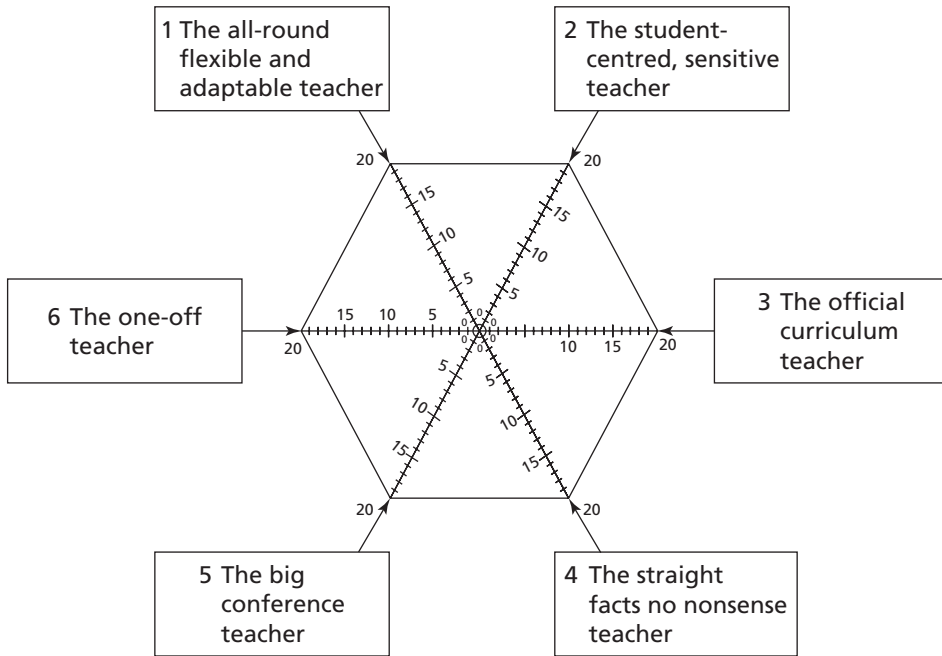 1 The all-round
flexible and
adaptable teacher
2 The student-
centred, sensitive
teacher
20
20
15
15
10
10
5
5
0
0 0
6 The one-off
teacher
15 10 5
20
0 0
0
10 15 20
3 The official
curriculum
teacher
5
5
10
10
15
15
20
20
5 The big
conference
teacher
4 The straight
facts no nonsense
teacher